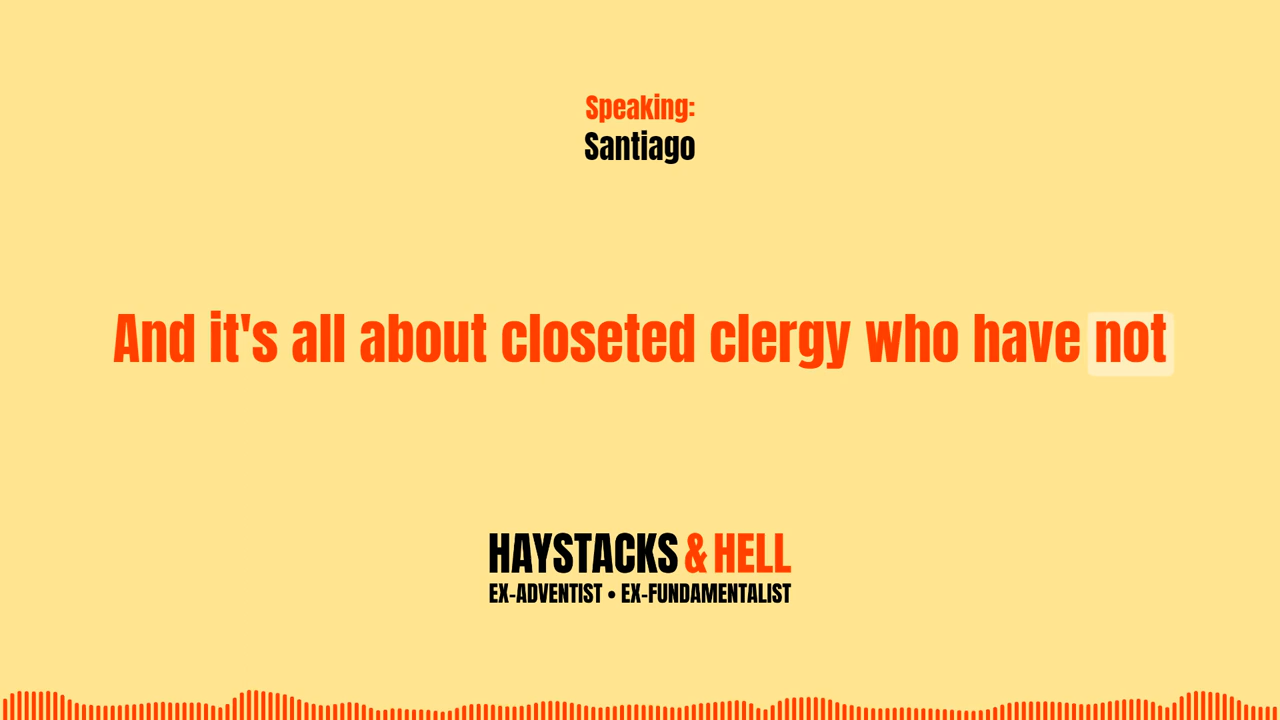 Speaking:
Santiago
And it's all about closeted clergy who have not
HAYSTACKS & HELL
EX-ADVENTIST • EX-FUNDAMENTALIST